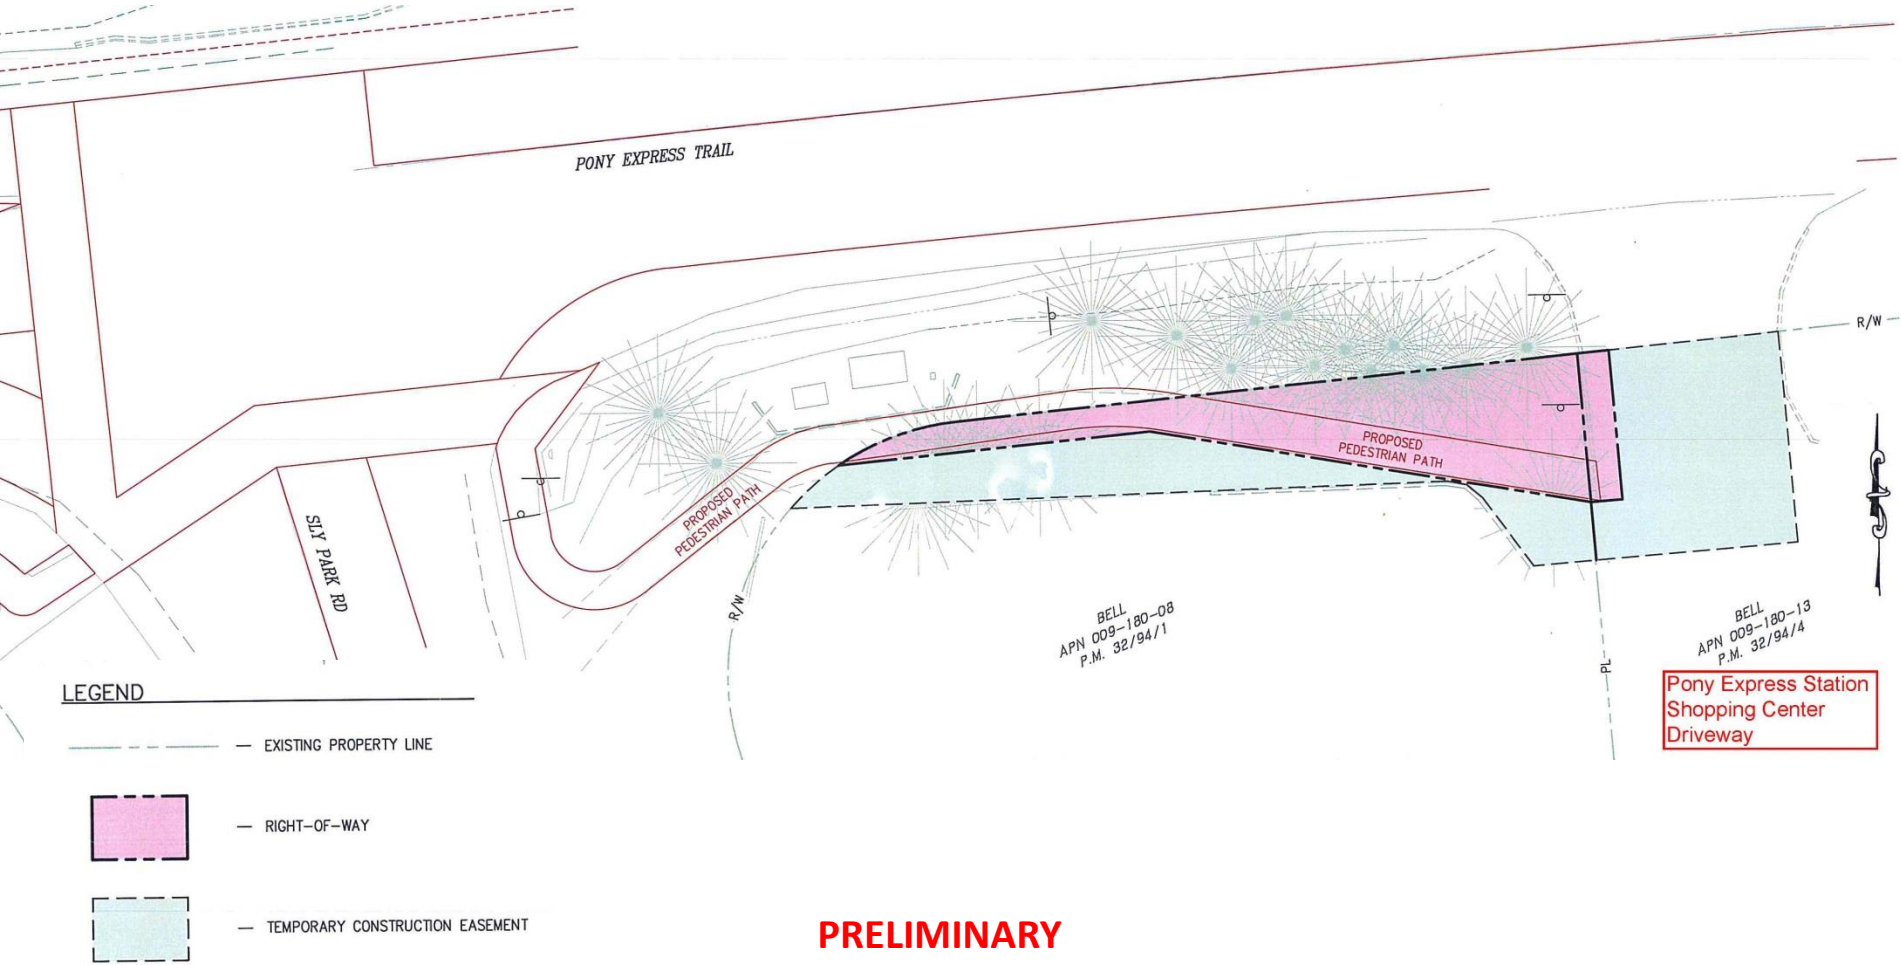 PONY EXPRESS TRAIL
R/W
PROPOSED
PEDESTRIAN PATH
PROPOSED
PEDESTRIAN PATH
SLY PARK RD
R/W
BELL
APN 009-180-08
P.M. 32/94/1
BELL
APN 009-180-13
P.M. 32/94/4
PL
Pony Express Station
Shopping Center
Driveway
LEGEND
— EXISTING PROPERTY LINE
— RIGHT-OF-WAY
— TEMPORARY CONSTRUCTION EASEMENT
PRELIMINARY